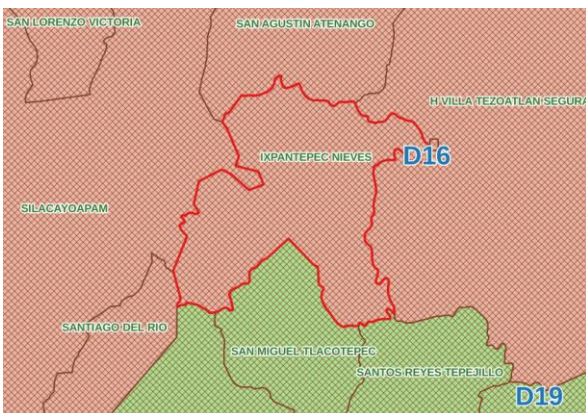 SAN LORENZO VICTORIA
SAN AGUSTIN ATENANGO
H VILLA TEZOATLAN SEGURA
IXPANTEPEC NIEVES
D16
SILACAYOAPAM
SANTIAGO DEL RIO
SAN MIGUEL TLACOTEPEC
SANTOS REYES TEPEJILLO
D19